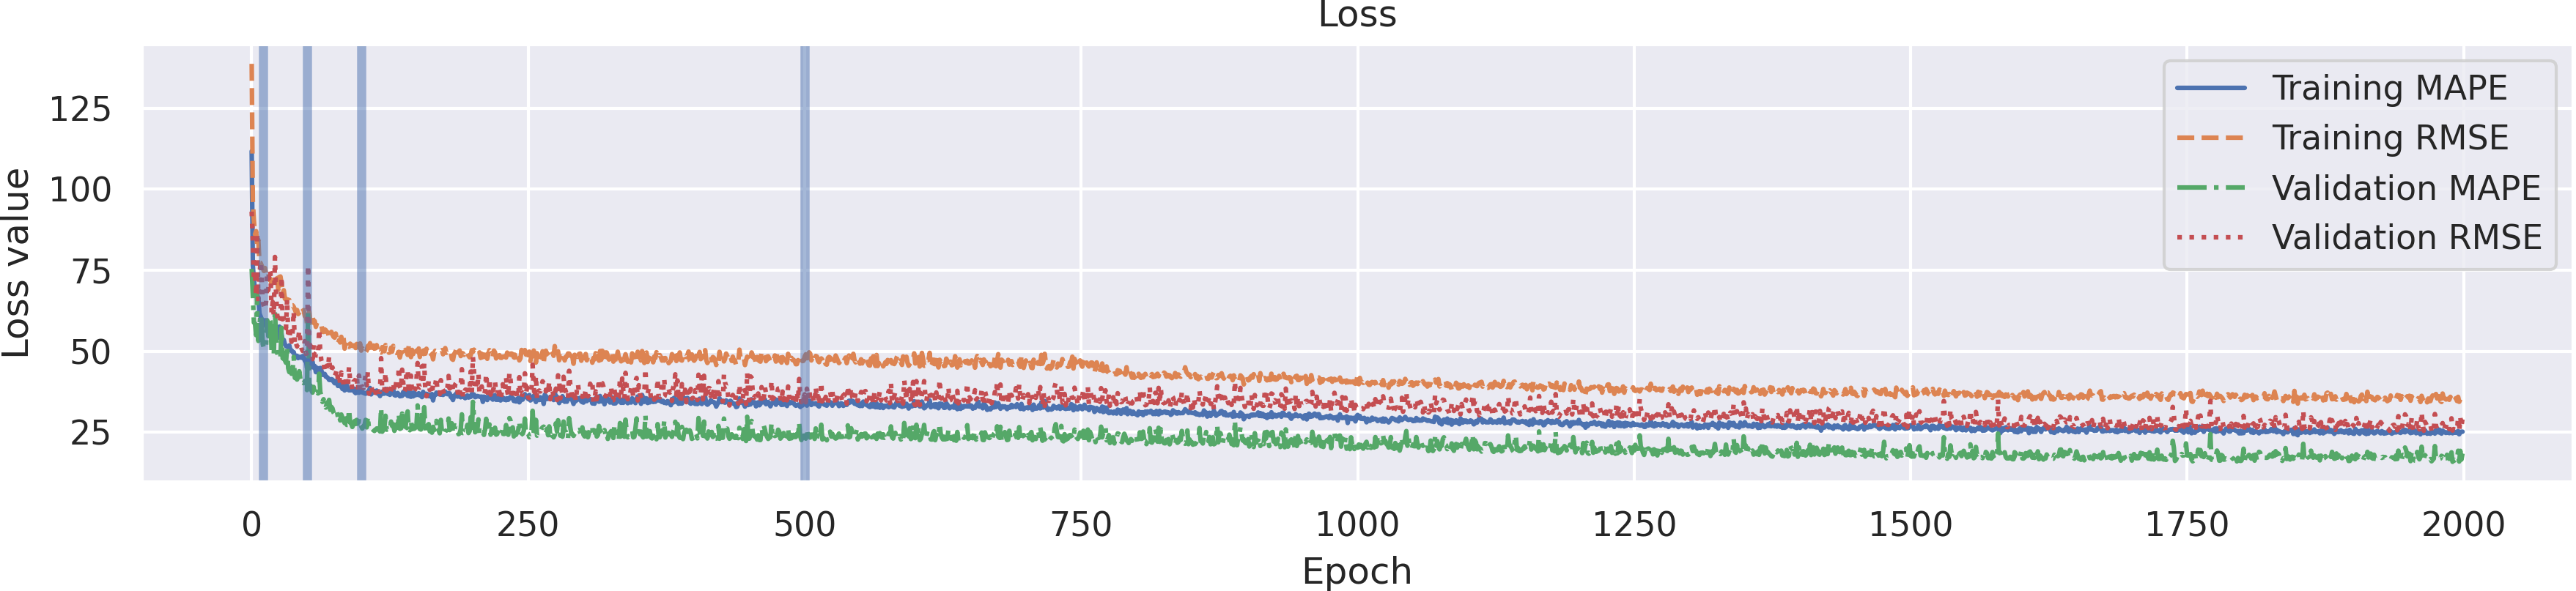 Loss
Loss value
125
100
75
50
25
0 250 500 750 1000 1250 1500 1750 2000
Epoch
Training MAPE
Training RMSE
Validation MAPE
Validation RMSE